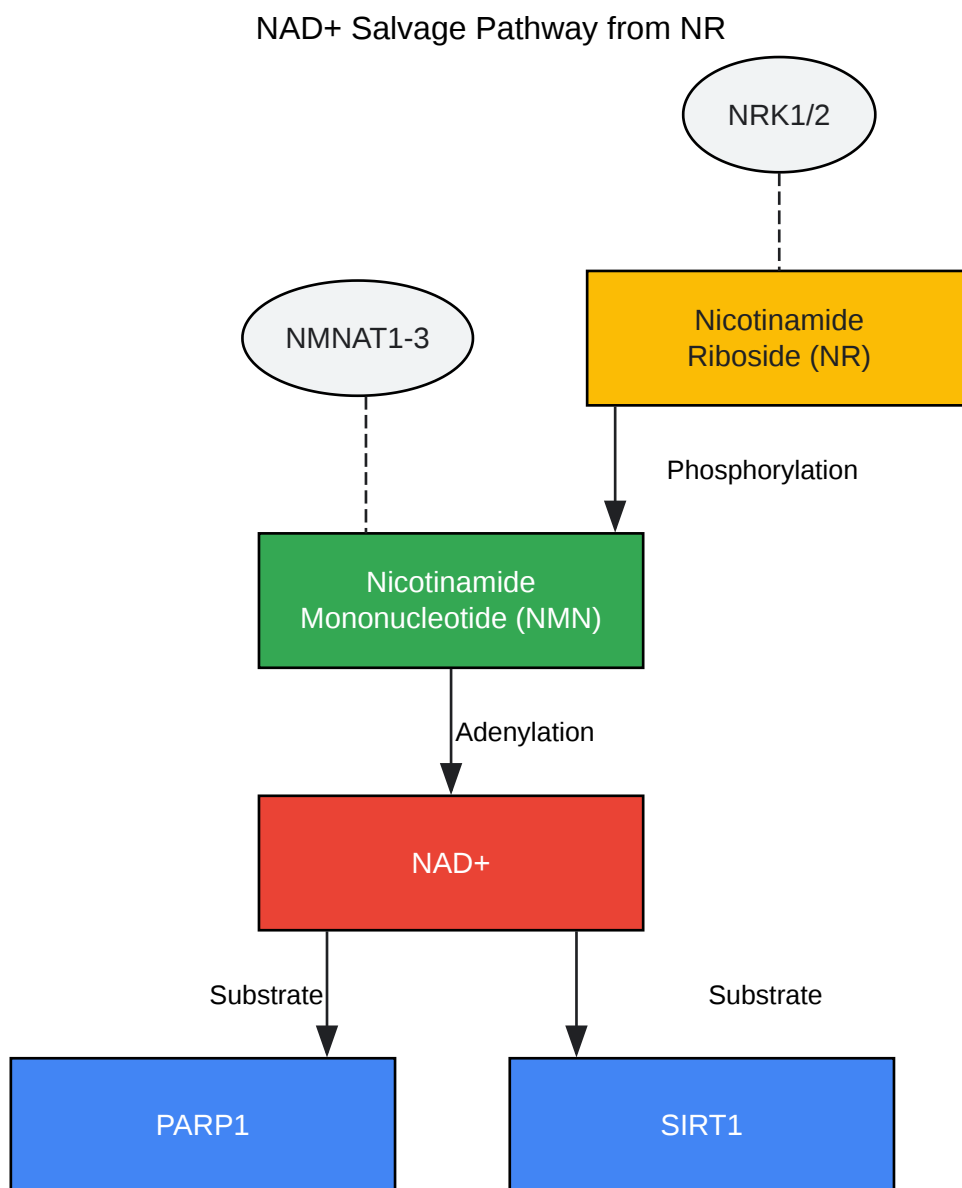 NAD+ Salvage Pathway from NR
NRK1/2
NMNAT1-3
Nicotinamide
Riboside (NR)
Phosphorylation
Nicotinamide
Mononucleotide (NMN)
Adenylation
NAD+
Substrate
Substrate
PARP1
SIRT1